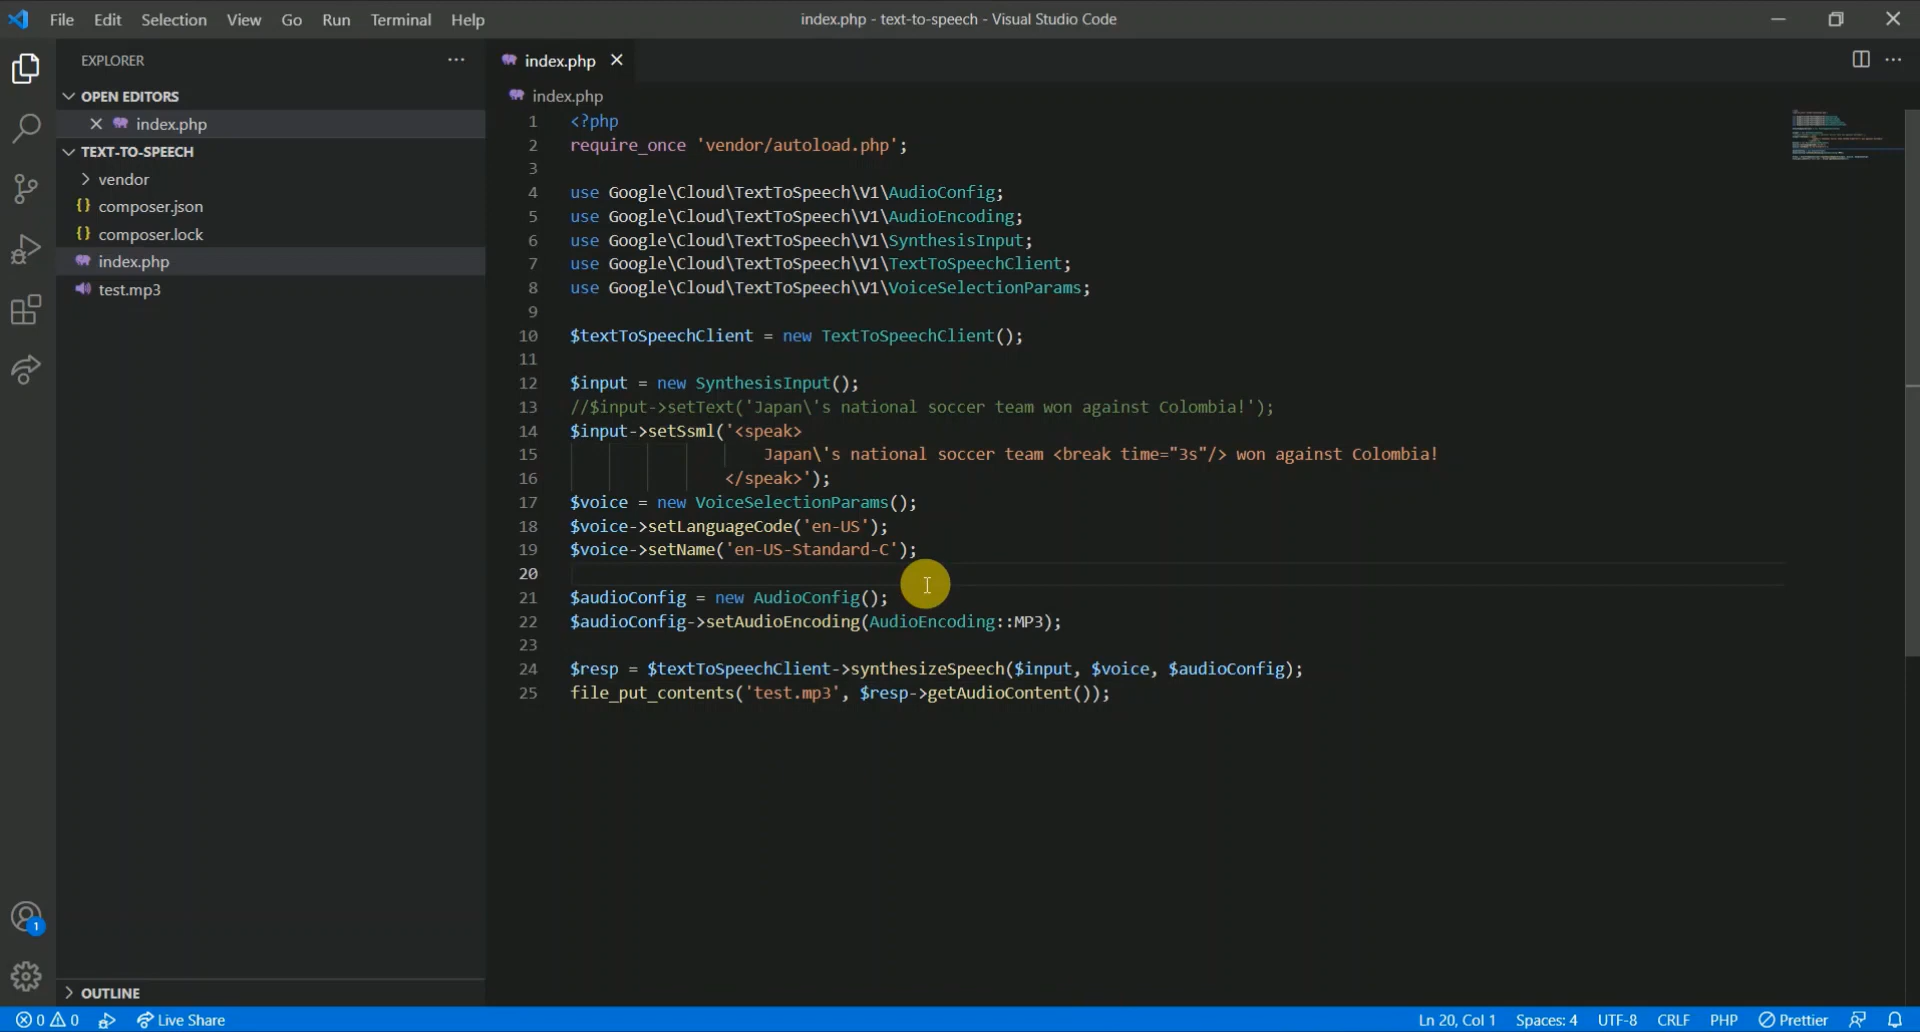 File Edit Selection View Go Run Terminal Help
index.php - text-to-speech - Visual Studio Code
EXPLORER
OPEN EDITORS
index.php
TEXT-TO-SPEECH
vendor
{} composer.json
{} composer.lock
index.php
test.mp3
OUTLINE
index.php
index.php
1 <?php
2 require_once 'vendor/autoload.php';
3
4 use Google\Cloud\TextToSpeech\V1\AudioConfig;
5 use Google\Cloud\TextToSpeech\V1\AudioEncoding;
6 use Google\Cloud\TextToSpeech\V1\SynthesisInput;
7 use Google\Cloud\TextToSpeech\V1\TextToSpeechClient;
8 use Google\Cloud\TextToSpeech\V1\VoiceSelectionParams;
9
10 $textToSpeechClient = new TextToSpeechClient();
11
12 $input = new SynthesisInput();
13 //$input->setText('Japan\'s national soccer team won against Colombia!');
14 $input->setSsml('<speak>
15 Japan\'s national soccer team <break time="3s"/> won against Colombia!
16 </speak>');
17 $voice = new VoiceSelectionParams();
18 $voice->setLanguageCode('en-US');
19 $voice->setName('en-US-Standard-C');
20
21 $audioConfig = new AudioConfig();
22 $audioConfig->setAudioEncoding(AudioEncoding::MP3);
23
24 $resp = $textToSpeechClient->synthesizeSpeech($input, $voice, $audioConfig);
25 file_put_contents('test.mp3', $resp->getAudioContent());
1
0 0 Live Share
Ln 20, Col 1 Spaces: 4 UTF-8 CRLF PHP Prettier